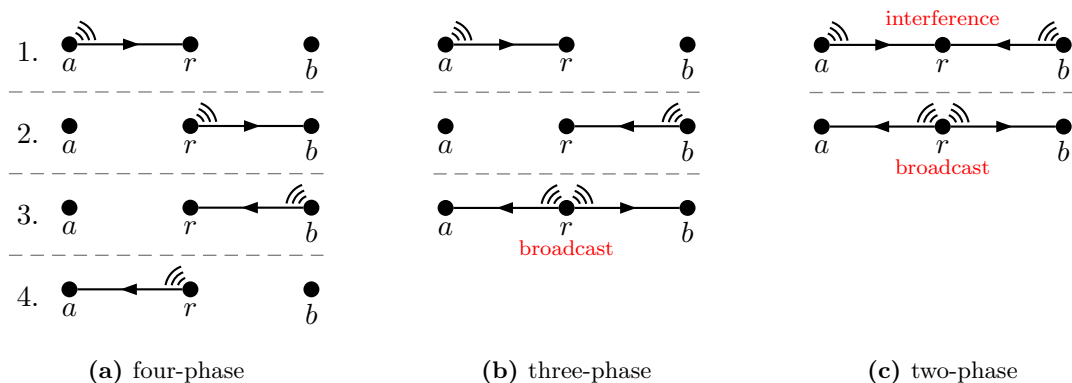 interference
1. a r b a r b a r b
2. a r b a r b a r b
broadcast
3. a r b a r b
broadcast
4. a r b
(a) four-phase (b) three-phase (c) two-phase